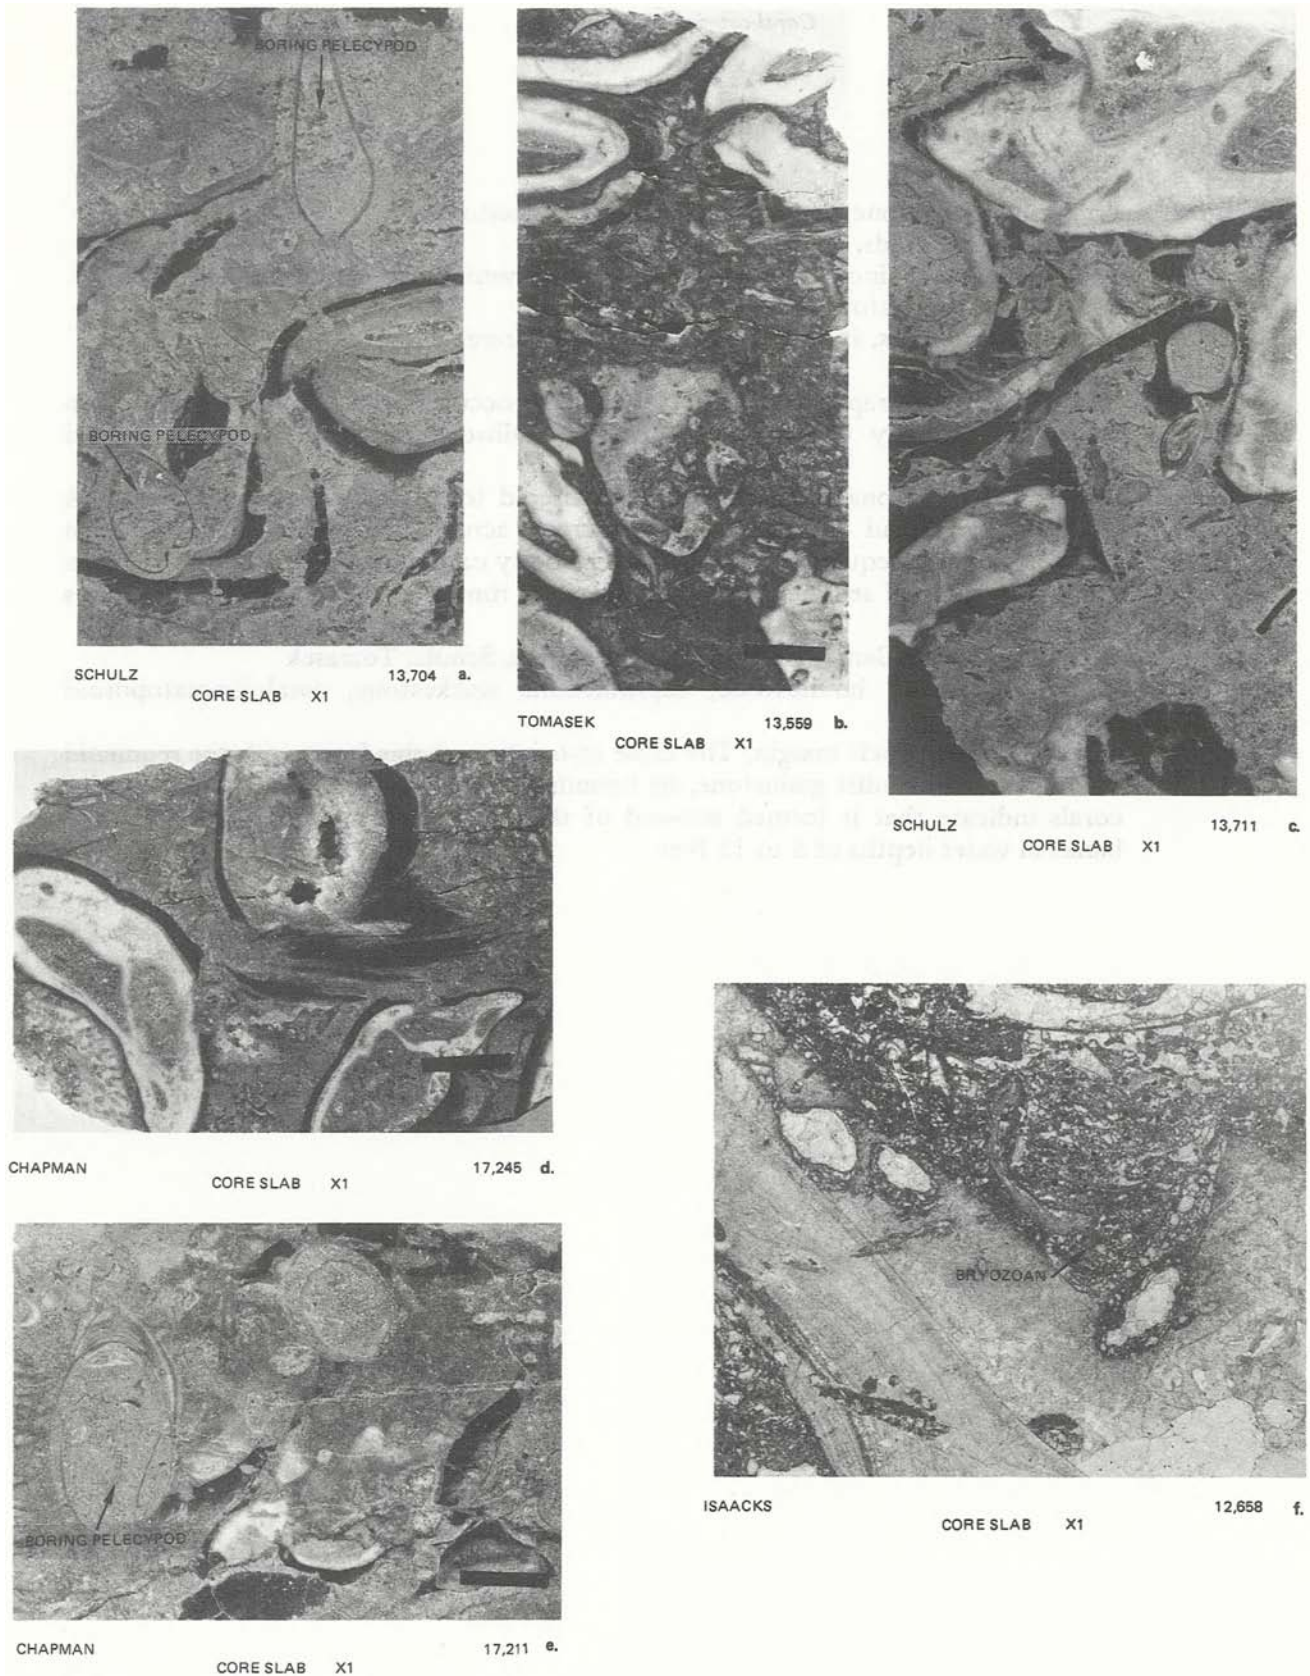 BORING PELECYPOD
BORING PELECYPOD
SCHULZ 13,704 a.
CORE SLAB X1
TOMASEK 13,559 b.
CORE SLAB X1
SCHULZ 13,711 c.
CORE SLAB X1
CHAPMAN 17,245 d.
CORE SLAB X1
BORING PELECYPOD
CHAPMAN 17,211 e.
CORE SLAB X1
BRYOZOAN
ISAACKS 12,658 f.
CORE SLAB X1